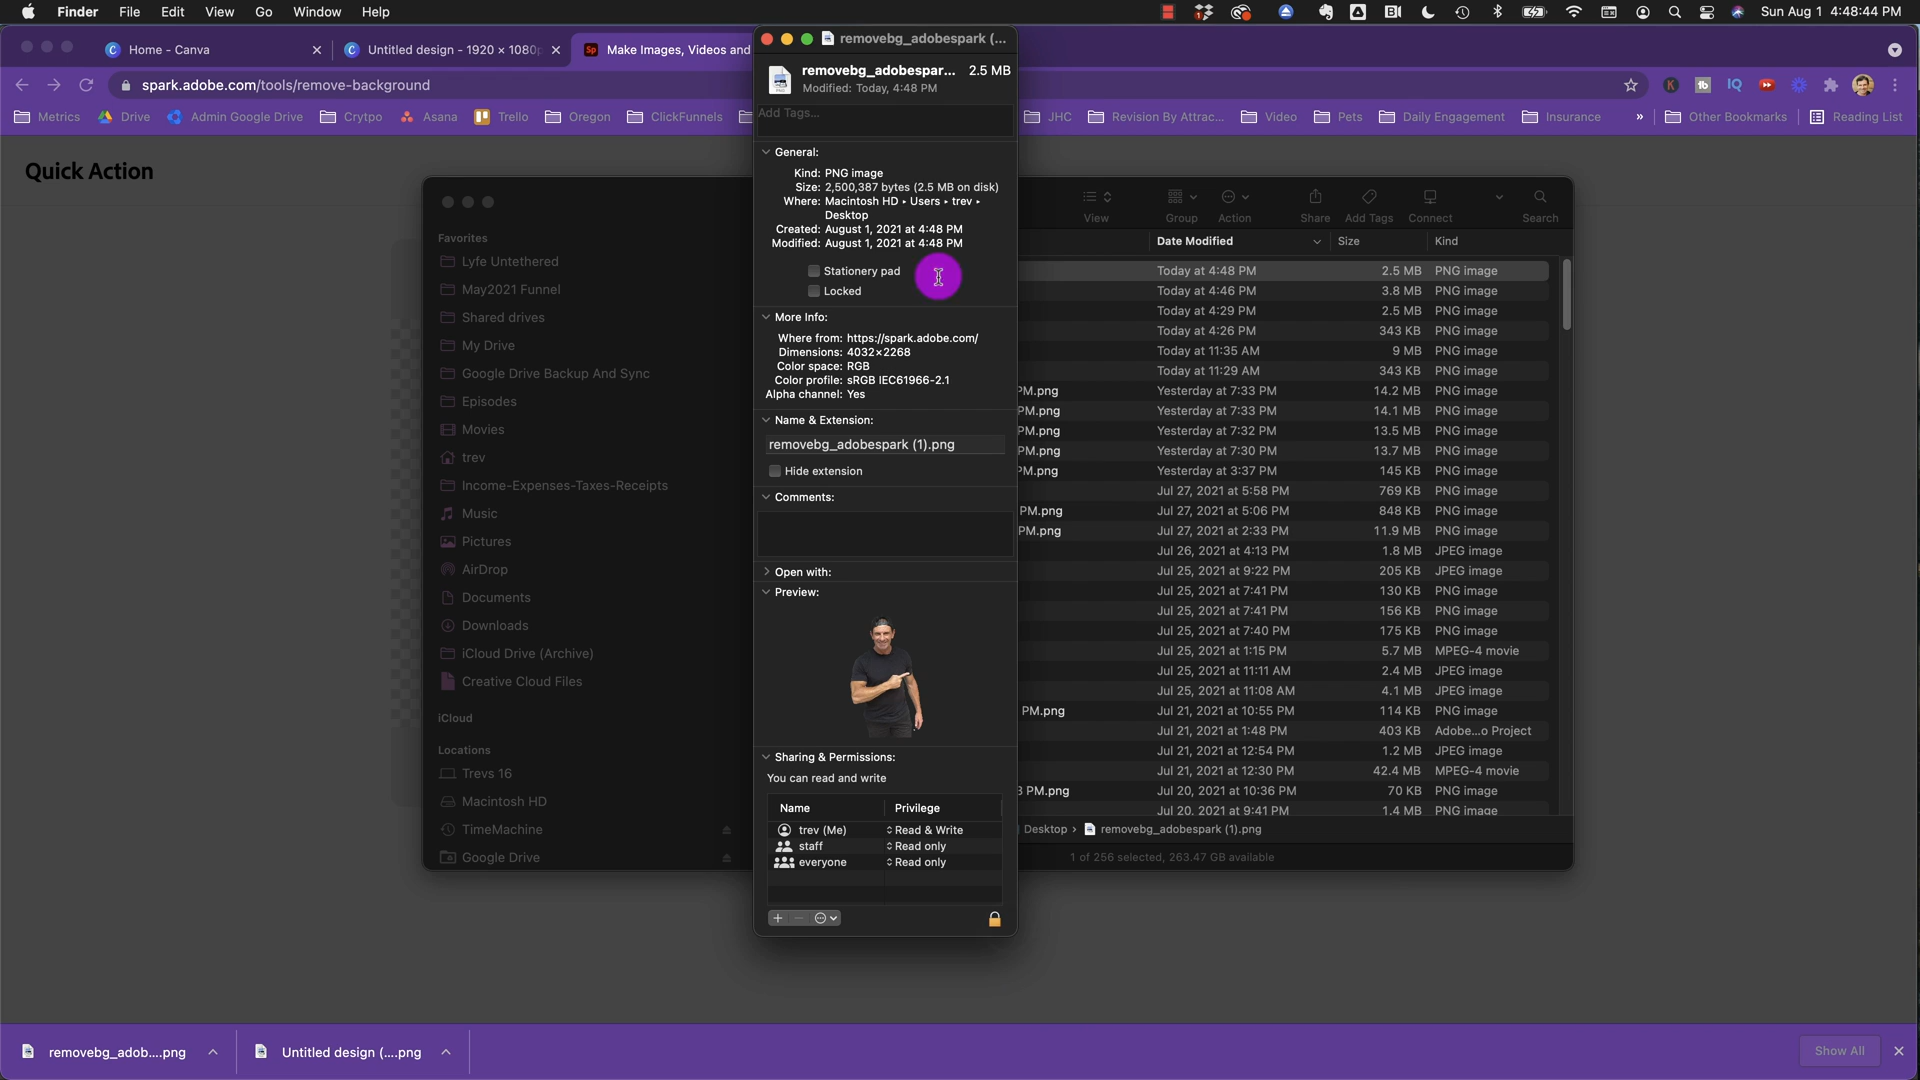 Finder File Edit View Go Window Help
Sun Aug 1 4:48:44 PM
Home - Canva
Untitled design - 1920 × 1080p
Make Images, Videos and
removebg_adobespark (...
spark.adobe.com/tools/remove-background
Metrics Drive Admin Google Drive Crytpo Asana Trello Oregon ClickFunnels JHC Revision By Attrac... Video Pets Daily Engagement Insurance » Other Bookmarks Reading List
Quick Action
removebg_adobespar... 2.5 MB
Modified: Today, 4:48 PM
Add Tags...
General:
Kind: PNG image
Size: 2,500,387 bytes (2.5 MB on disk)
Where: Macintosh HD ▸ Users ▸ trev ▸
Desktop
Created: August 1, 2021 at 4:48 PM
Modified: August 1, 2021 at 4:48 PM
Stationery pad
Locked
More Info:
Where from: https://spark.adobe.com/
Dimensions: 4032×2268
Color space: RGB
Color profile: sRGB IEC61966-2.1
Alpha channel: Yes
Name & Extension:
removebg_adobespark (1).png
Hide extension
Comments:
Open with:
Preview:
Sharing & Permissions:
You can read and write
Name Privilege
trev (Me) Read & Write
staff Read only
everyone Read only
Favorites
Lyfe Untethered
May2021 Funnel
Shared drives
My Drive
Google Drive Backup And Sync
Episodes
Movies
trev
Income-Expenses-Taxes-Receipts
Music
Pictures
AirDrop
Documents
Downloads
iCloud Drive (Archive)
Creative Cloud Files
iCloud
Locations
Trevs 16
Macintosh HD
TimeMachine
Google Drive
View Group Action Share Add Tags Connect Search
Date Modified Size Kind
Today at 4:48 PM 2.5 MB PNG image
Today at 4:46 PM 3.8 MB PNG image
Today at 4:29 PM 2.5 MB PNG image
Today at 4:26 PM 343 KB PNG image
Today at 11:35 AM 9 MB PNG image
Today at 11:29 AM 343 KB PNG image
PM.png Yesterday at 7:33 PM 14.2 MB PNG image
PM.png Yesterday at 7:33 PM 14.1 MB PNG image
PM.png Yesterday at 7:32 PM 13.5 MB PNG image
PM.png Yesterday at 7:30 PM 13.7 MB PNG image
PM.png Yesterday at 3:37 PM 145 KB PNG image
Jul 27, 2021 at 5:58 PM 769 KB PNG image
PM.png Jul 27, 2021 at 5:06 PM 848 KB PNG image
PM.png Jul 27, 2021 at 2:33 PM 11.9 MB PNG image
Jul 26, 2021 at 4:13 PM 1.8 MB JPEG image
Jul 25, 2021 at 9:22 PM 205 KB JPEG image
Jul 25, 2021 at 7:41 PM 130 KB PNG image
Jul 25, 2021 at 7:41 PM 156 KB PNG image
Jul 25, 2021 at 7:40 PM 175 KB PNG image
Jul 25, 2021 at 1:15 PM 5.7 MB MPEG-4 movie
Jul 25, 2021 at 11:11 AM 2.4 MB JPEG image
Jul 25, 2021 at 11:08 AM 4.1 MB JPEG image
PM.png Jul 21, 2021 at 10:55 PM 114 KB PNG image
Jul 21, 2021 at 1:48 PM 403 KB Adobe...o Project
Jul 21, 2021 at 12:54 PM 1.2 MB JPEG image
Jul 21, 2021 at 12:30 PM 42.4 MB MPEG-4 movie
3 PM.png Jul 20, 2021 at 10:36 PM 70 KB PNG image
Jul 20, 2021 at 9:41 PM 1.4 MB PNG image
Desktop › removebg_adobespark (1).png
1 of 256 selected, 263.47 GB available
removebg_adob....png
Untitled design (....png
Show All